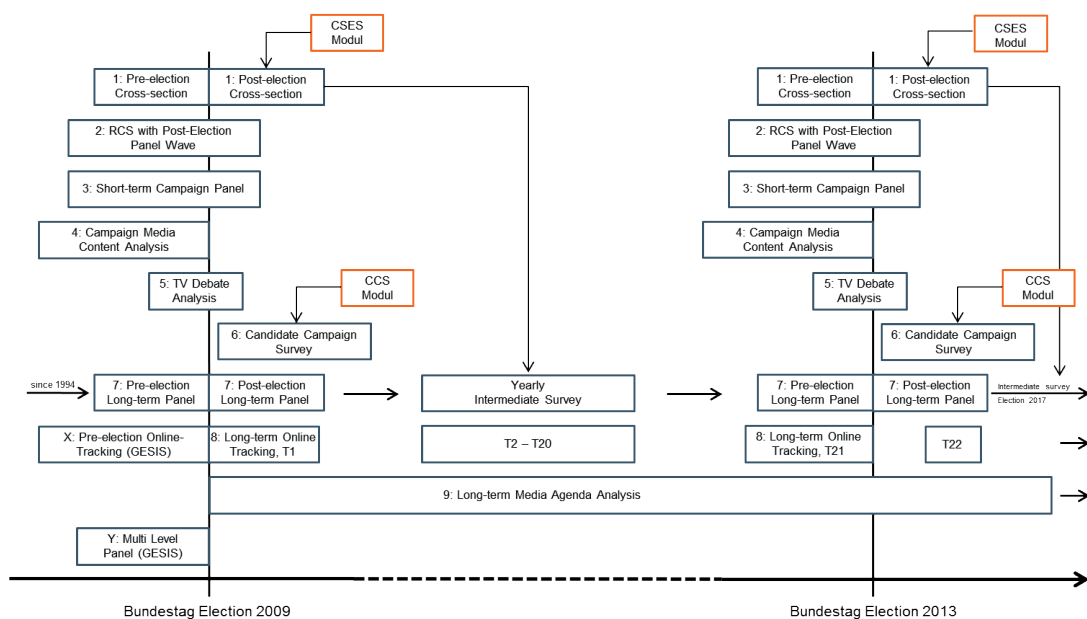 CSES
Modul
CSES
Modul
1: Pre-election
Cross-section
1: Post-election
Cross-section
1: Pre-election
Cross-section
1: Post-election
Cross-section
2: RCS with Post-Election
Panel Wave
2: RCS with Post-Election
Panel Wave
3: Short-term Campaign Panel
3: Short-term Campaign Panel
4: Campaign Media
Content Analysis
4: Campaign Media
Content Analysis
5: TV Debate
Analysis
CCS
Modul
5: TV Debate
Analysis
CCS
Modul
6: Candidate Campaign
Survey
6: Candidate Campaign
Survey
since 1994
7: Pre-election
Long-term Panel
7: Post-election
Long-term Panel
Yearly
Intermediate Survey
7: Pre-election
Long-term Panel
7: Post-election
Long-term Panel
Intermediate survey
Election 2017
X: Pre-election Online-
Tracking (GESIS)
8: Long-term Online
Tracking, T1
T2 – T20
8: Long-term Online
Tracking, T21
T22
9: Long-term Media Agenda Analysis
Y: Multi Level
Panel (GESIS)
Bundestag Election 2009
Bundestag Election 2013